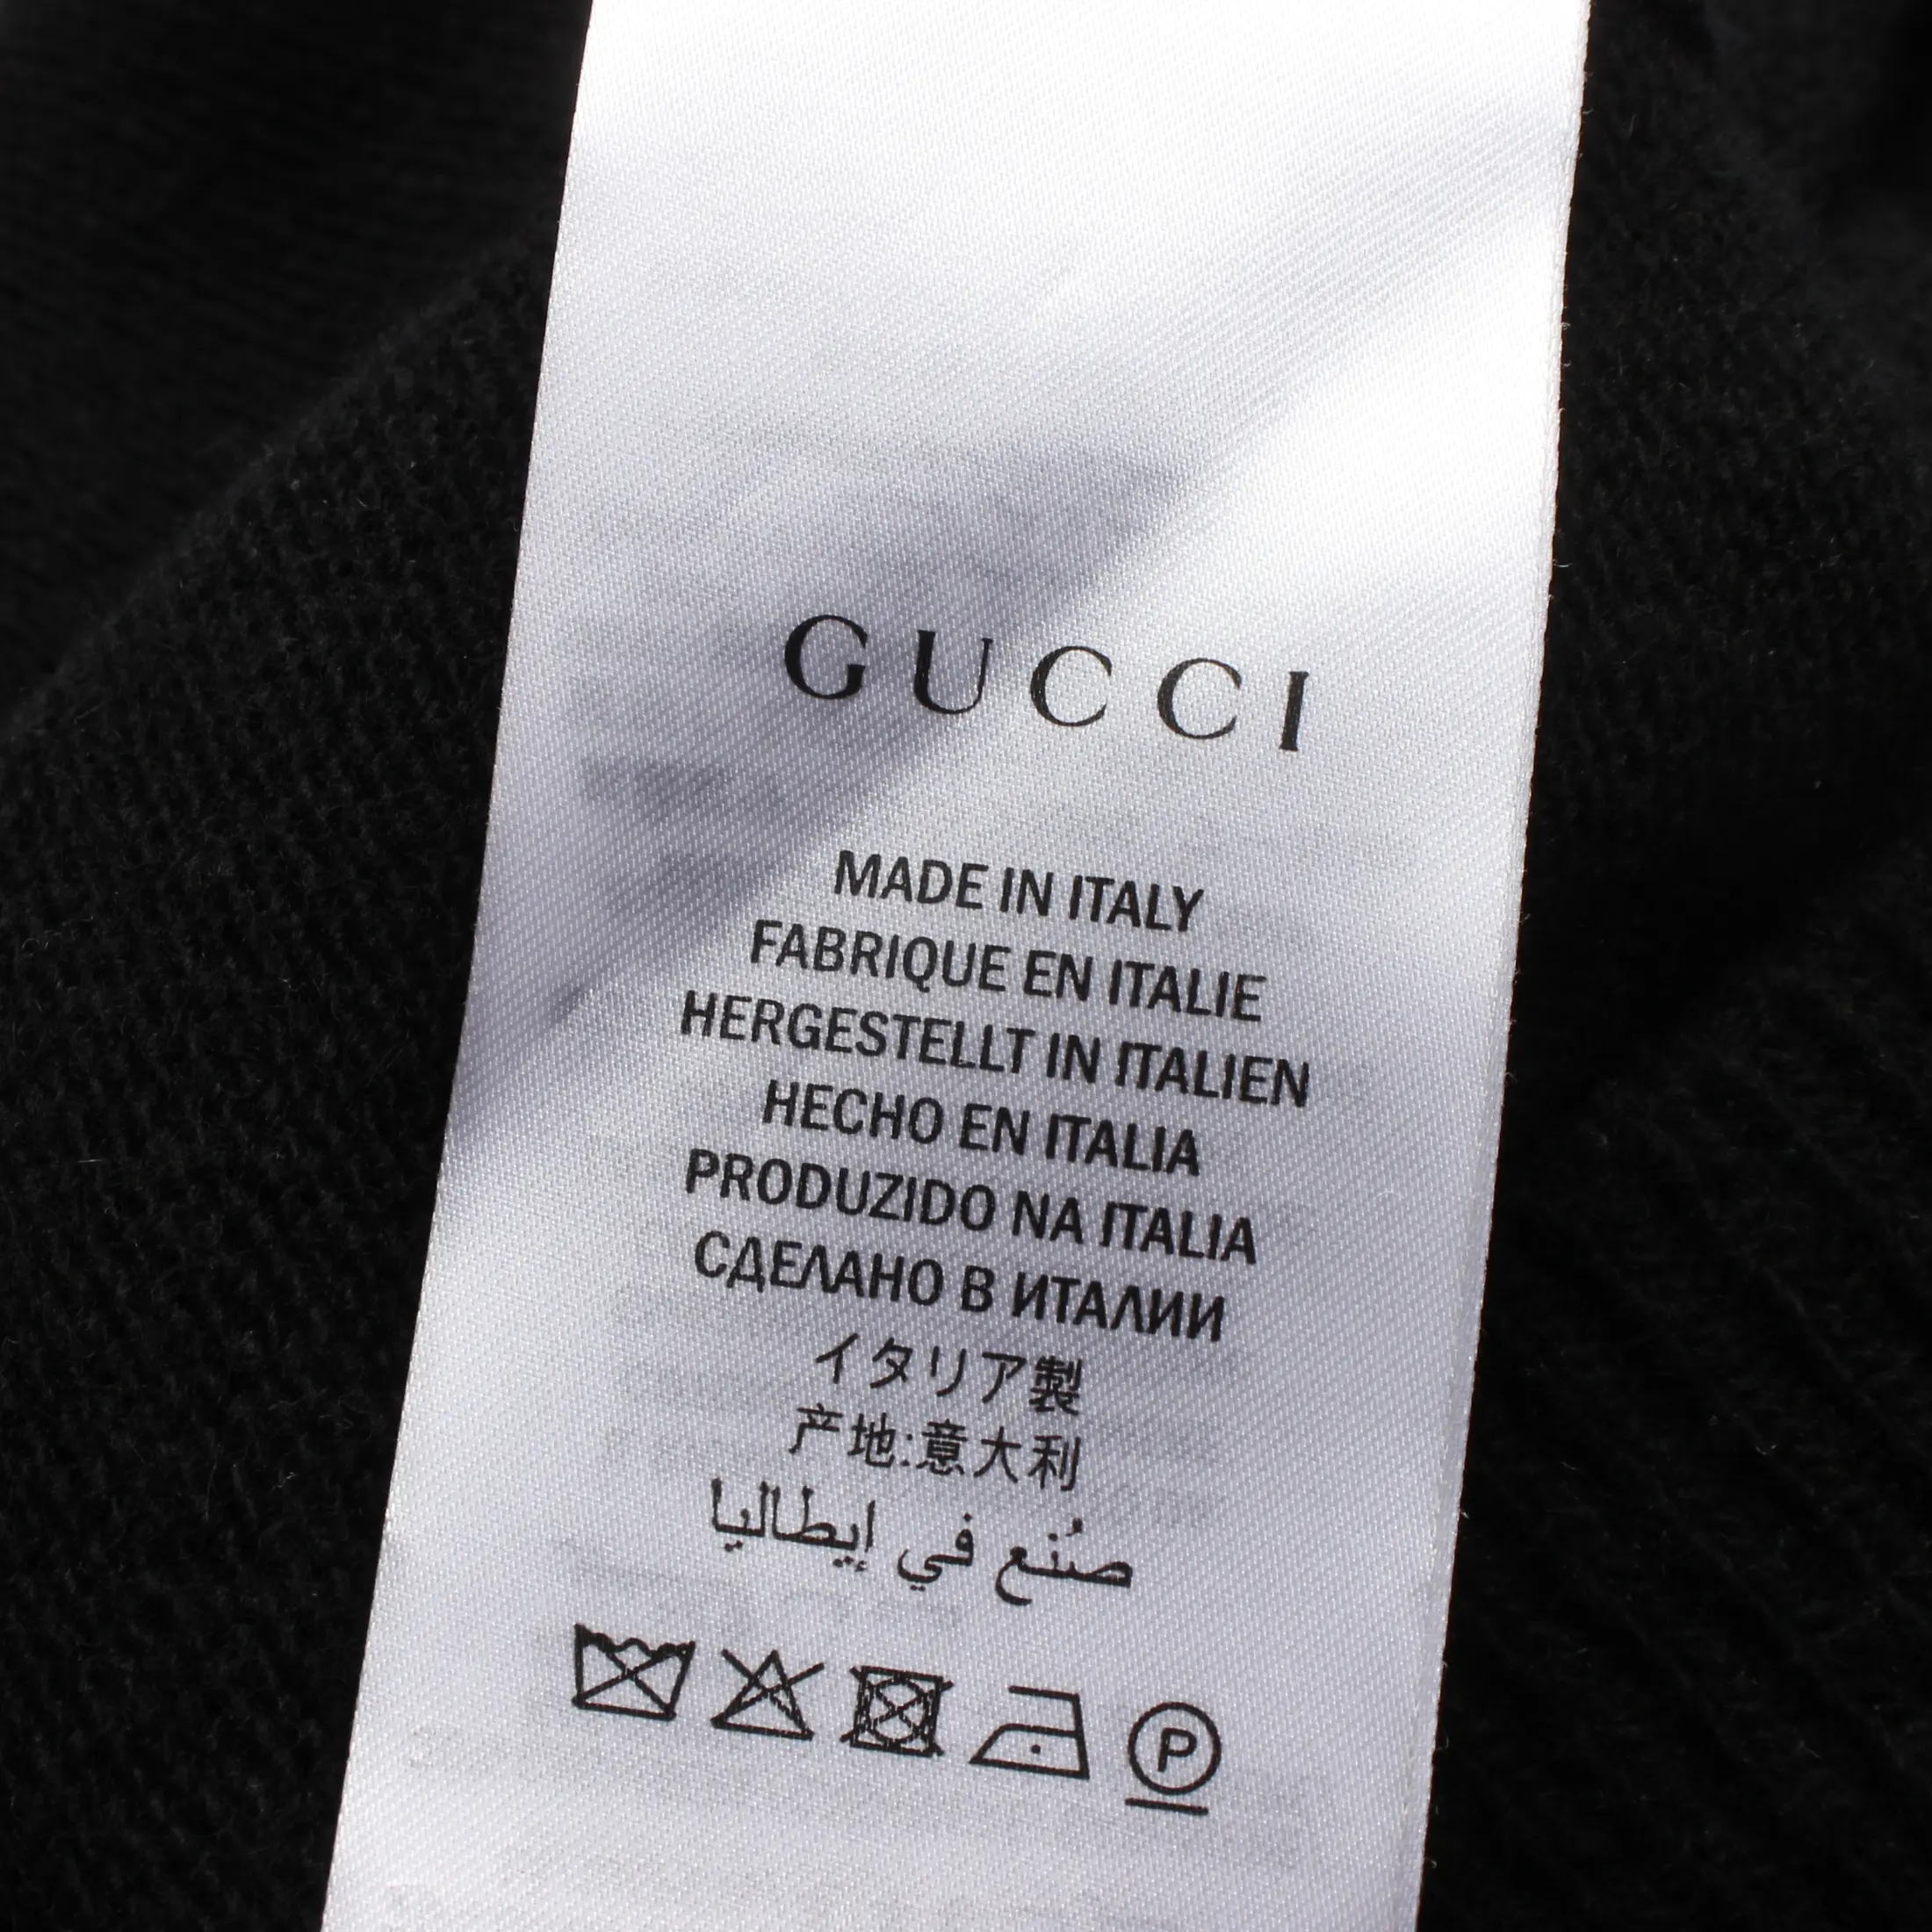 GUCCI
MADE IN ITALY
FABRIQUE EN ITALIE
HERGESTELLT IN ITALIEN
HECHO EN ITALIA
PRODUZIDO NA ITALIA
СДЕЛАНО В ИТАЛИИ
イタリア製
产地:意大利
صُنع في إيطاليا
P